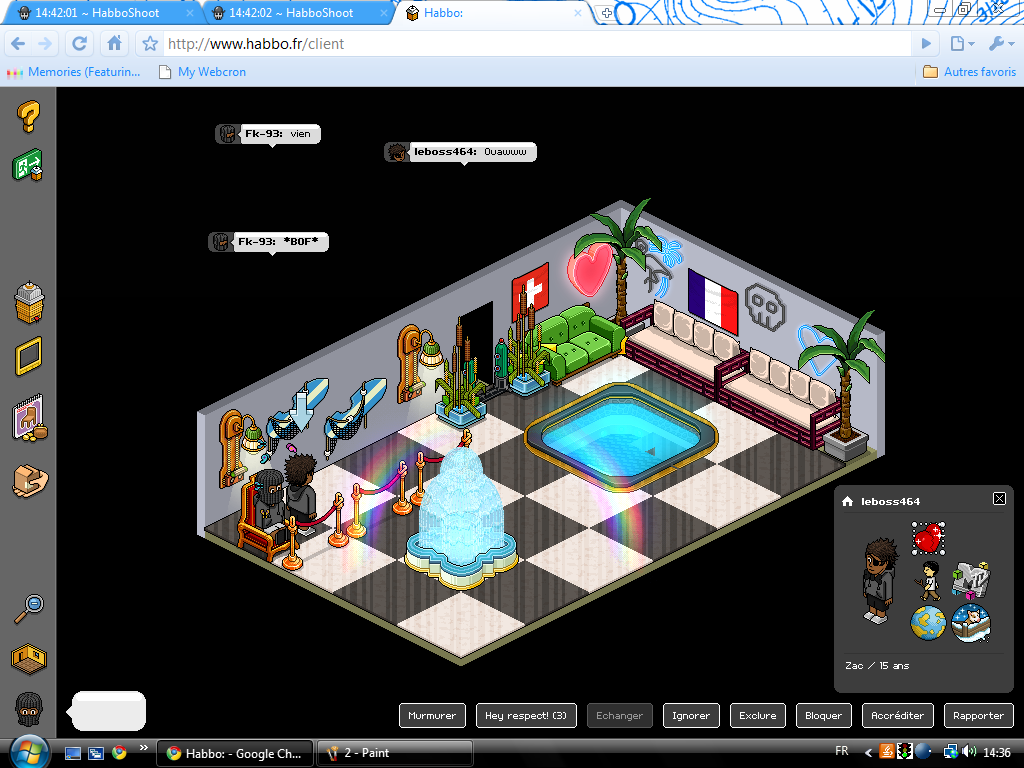 14:42:01 ~ HabboShoot
14:42:02 ~ HabboShoot
Habbo:
http://www.habbo.fr/client
Memories (Featurin...
My Webcron
Autres favoris
Fk-93: vien
leboss464: Ouawww
Fk-93: *BOF*
leboss464
Zac / 15 ans
Murmurer
Hey respect! (3)
Echanger
Ignorer
Exclure
Bloquer
Accréditer
Rapporter
Habbo: - Google Ch...
2 - Paint
FR
14:36